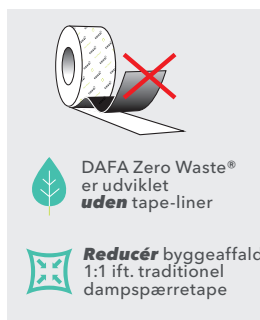 DAFA Zero Waste®
er udviklet
uden tape-liner
Reducér byggeaffald
1:1 ift. traditionel
dampspærretape